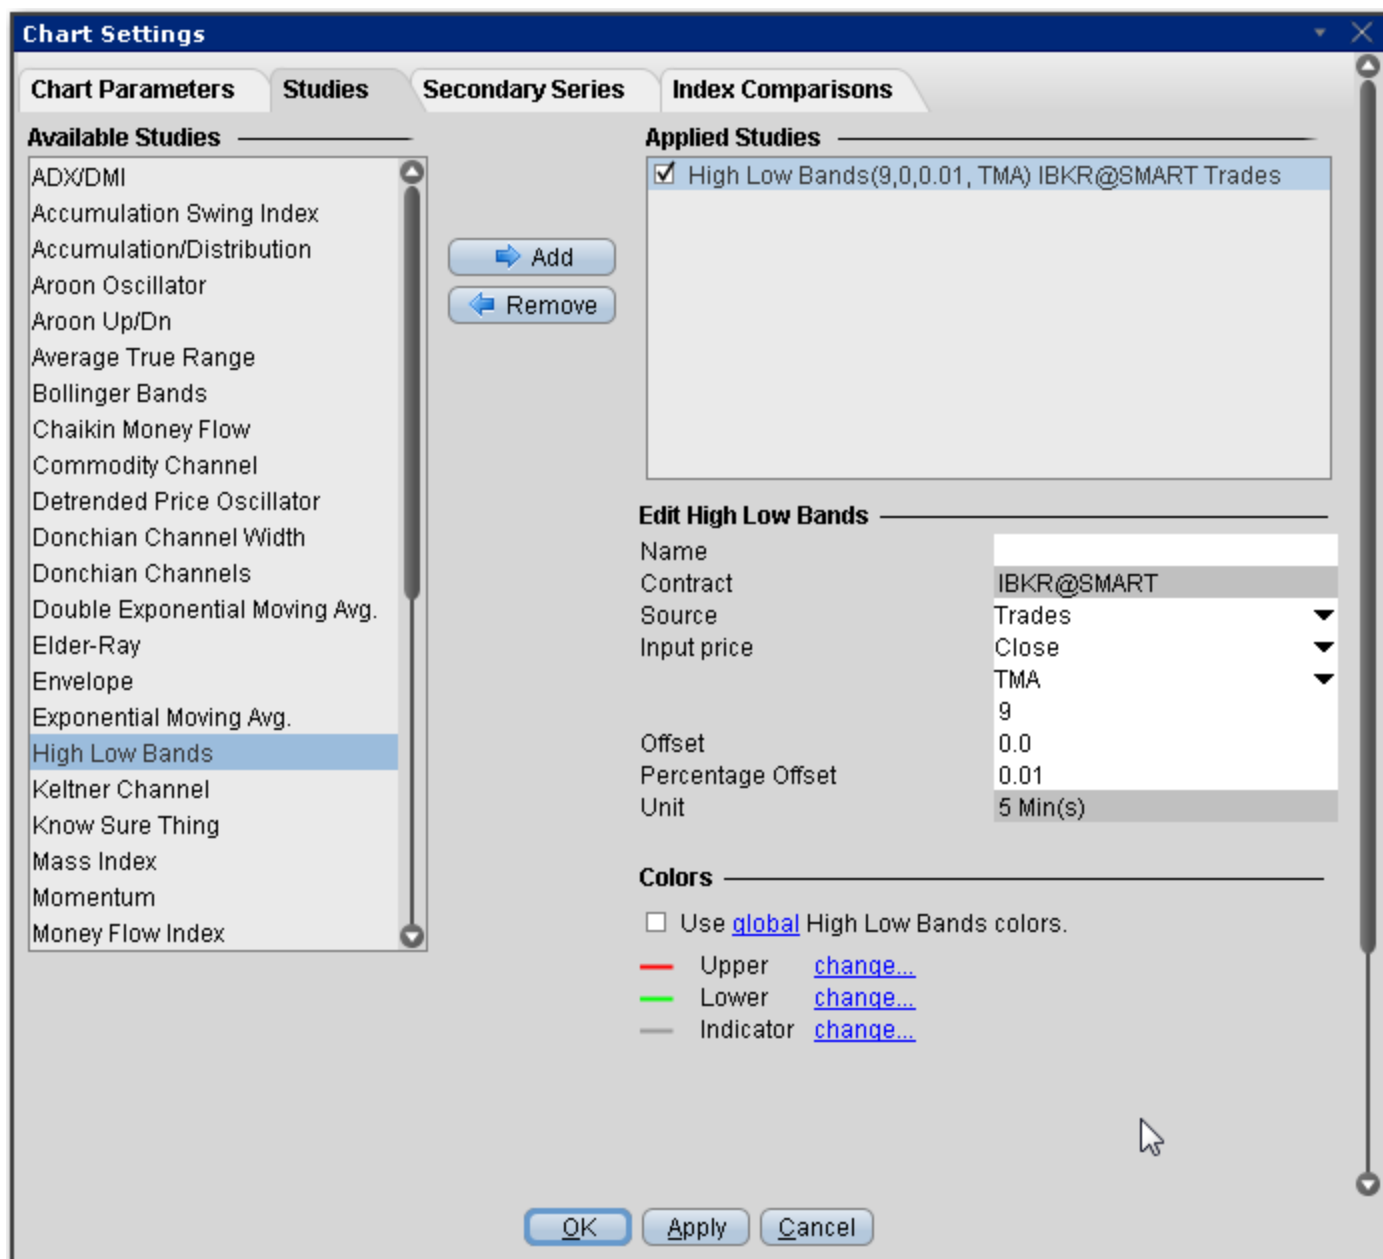 Chart Settings
Chart Parameters
Studies
Secondary Series
Index Comparisons
Available Studies
ADX/DMI
Accumulation Swing Index
Accumulation/Distribution
Aroon Oscillator
Aroon Up/Dn
Average True Range
Bollinger Bands
Chaikin Money Flow
Commodity Channel
Detrended Price Oscillator
Donchian Channel Width
Donchian Channels
Double Exponential Moving Avg.
Elder-Ray
Envelope
Exponential Moving Avg.
High Low Bands
Keltner Channel
Know Sure Thing
Mass Index
Momentum
Money Flow Index
Add
Remove
Applied Studies
High Low Bands(9,0,0.01, TMA) IBKR@SMART Trades
Edit High Low Bands
Name
Contract IBKR@SMART
Source Trades
Input price Close
TMA
9
Offset 0.0
Percentage Offset 0.01
Unit 5 Min(s)
Colors
Use global High Low Bands colors.
Upper change...
Lower change...
Indicator change...
OK
Apply
Cancel